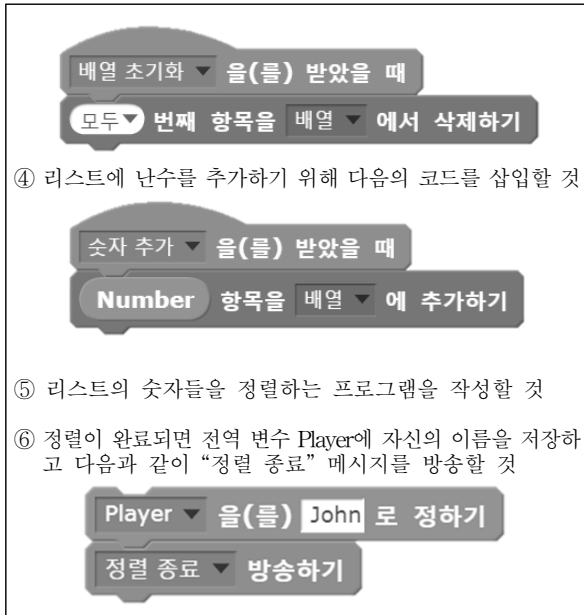 배열 초기화 ▼ 을(를) 받았을 때
모두▼ 번째 항목을 배열 ▼ 에서 삭제하기
④ 리스트에 난수를 추가하기 위해 다음의 코드를 삽입할 것
숫자 추가 ▼ 을(를) 받았을 때
Number 항목을 배열 ▼ 에 추가하기
⑤ 리스트의 숫자들을 정렬하는 프로그램을 작성할 것
⑥ 정렬이 완료되면 전역 변수 Player에 자신의 이름을 저장하
고 다음과 같이 “정렬 종료” 메시지를 방송할 것
Player ▼ 을(를) John 로 정하기
정렬 종료 ▼ 방송하기